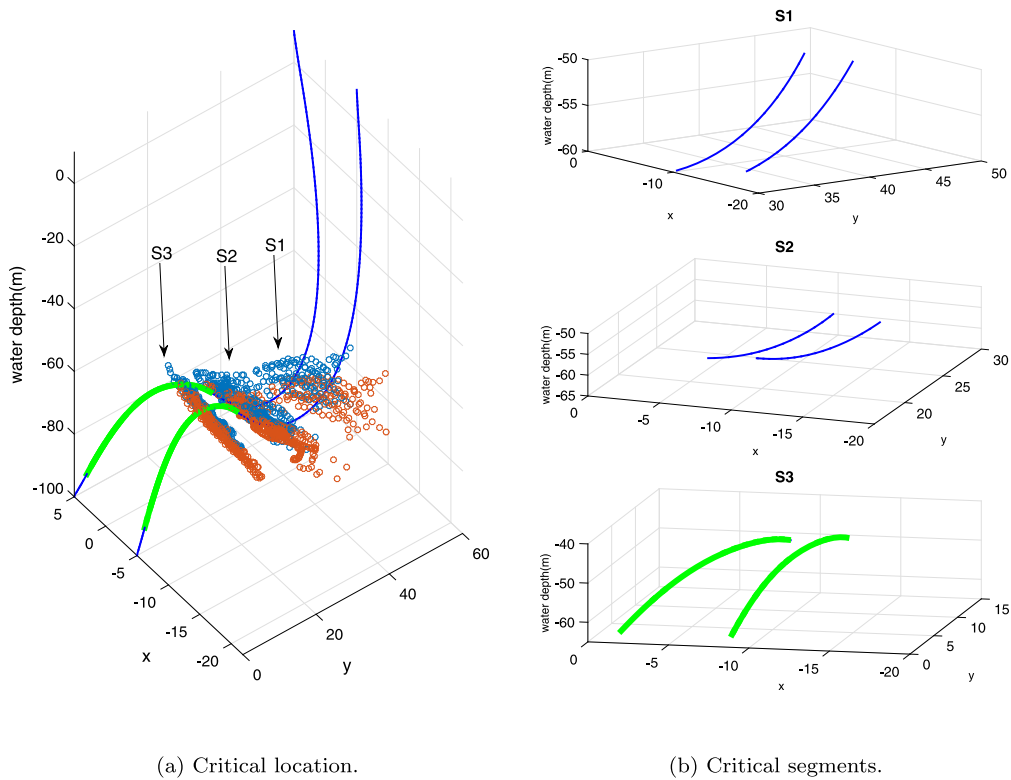 S3
S2
S1
0
-20
-40
-60
-80
-100
water depth(m)
5
0
-5
-10
-15
-20
x
0
20
40
60
y
(a) Critical location.
S1
-50
-55
-60
water depth(m)
0
-10
-20
x
30
35
40
45
50
y
S2
-50
-55
-60
-65
water depth(m)
0
-5
-10
-15
-20
x
20
25
30
y
S3
-40
-50
-60
water depth(m)
0
-5
-10
-15
-20
x
0
5
10
15
y
(b) Critical segments.